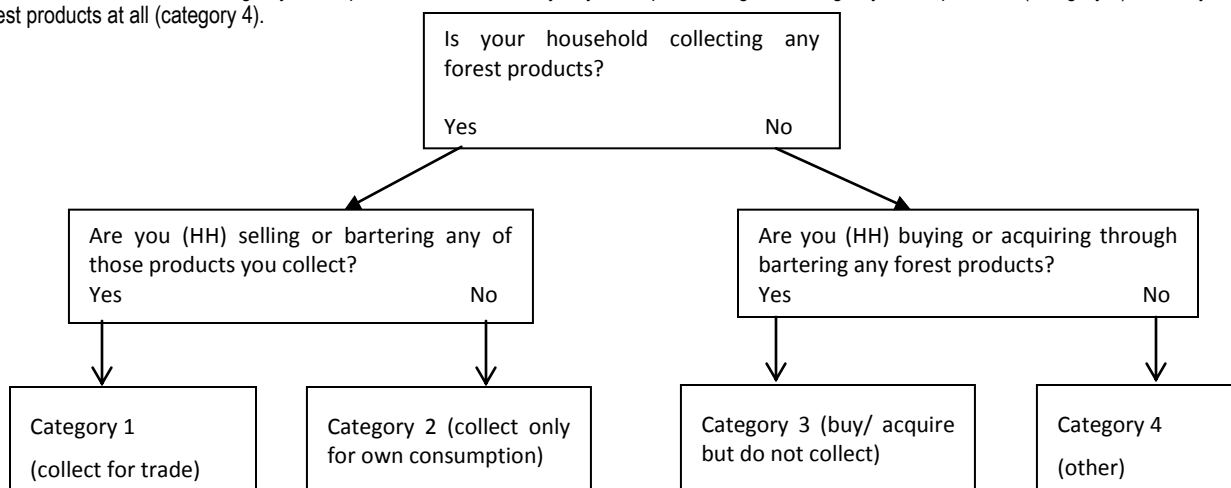 est products at all (category 4).
Is your household collecting any
forest products?
Yes No
Are you (HH) selling or bartering any of
those products you collect?
Yes No
Are you (HH) buying or acquiring through
bartering any forest products?
Yes No
Category 1
(collect for trade)
Category 2 (collect only
for own consumption)
Category 3 (buy/ acquire
but do not collect)
Category 4
(other)